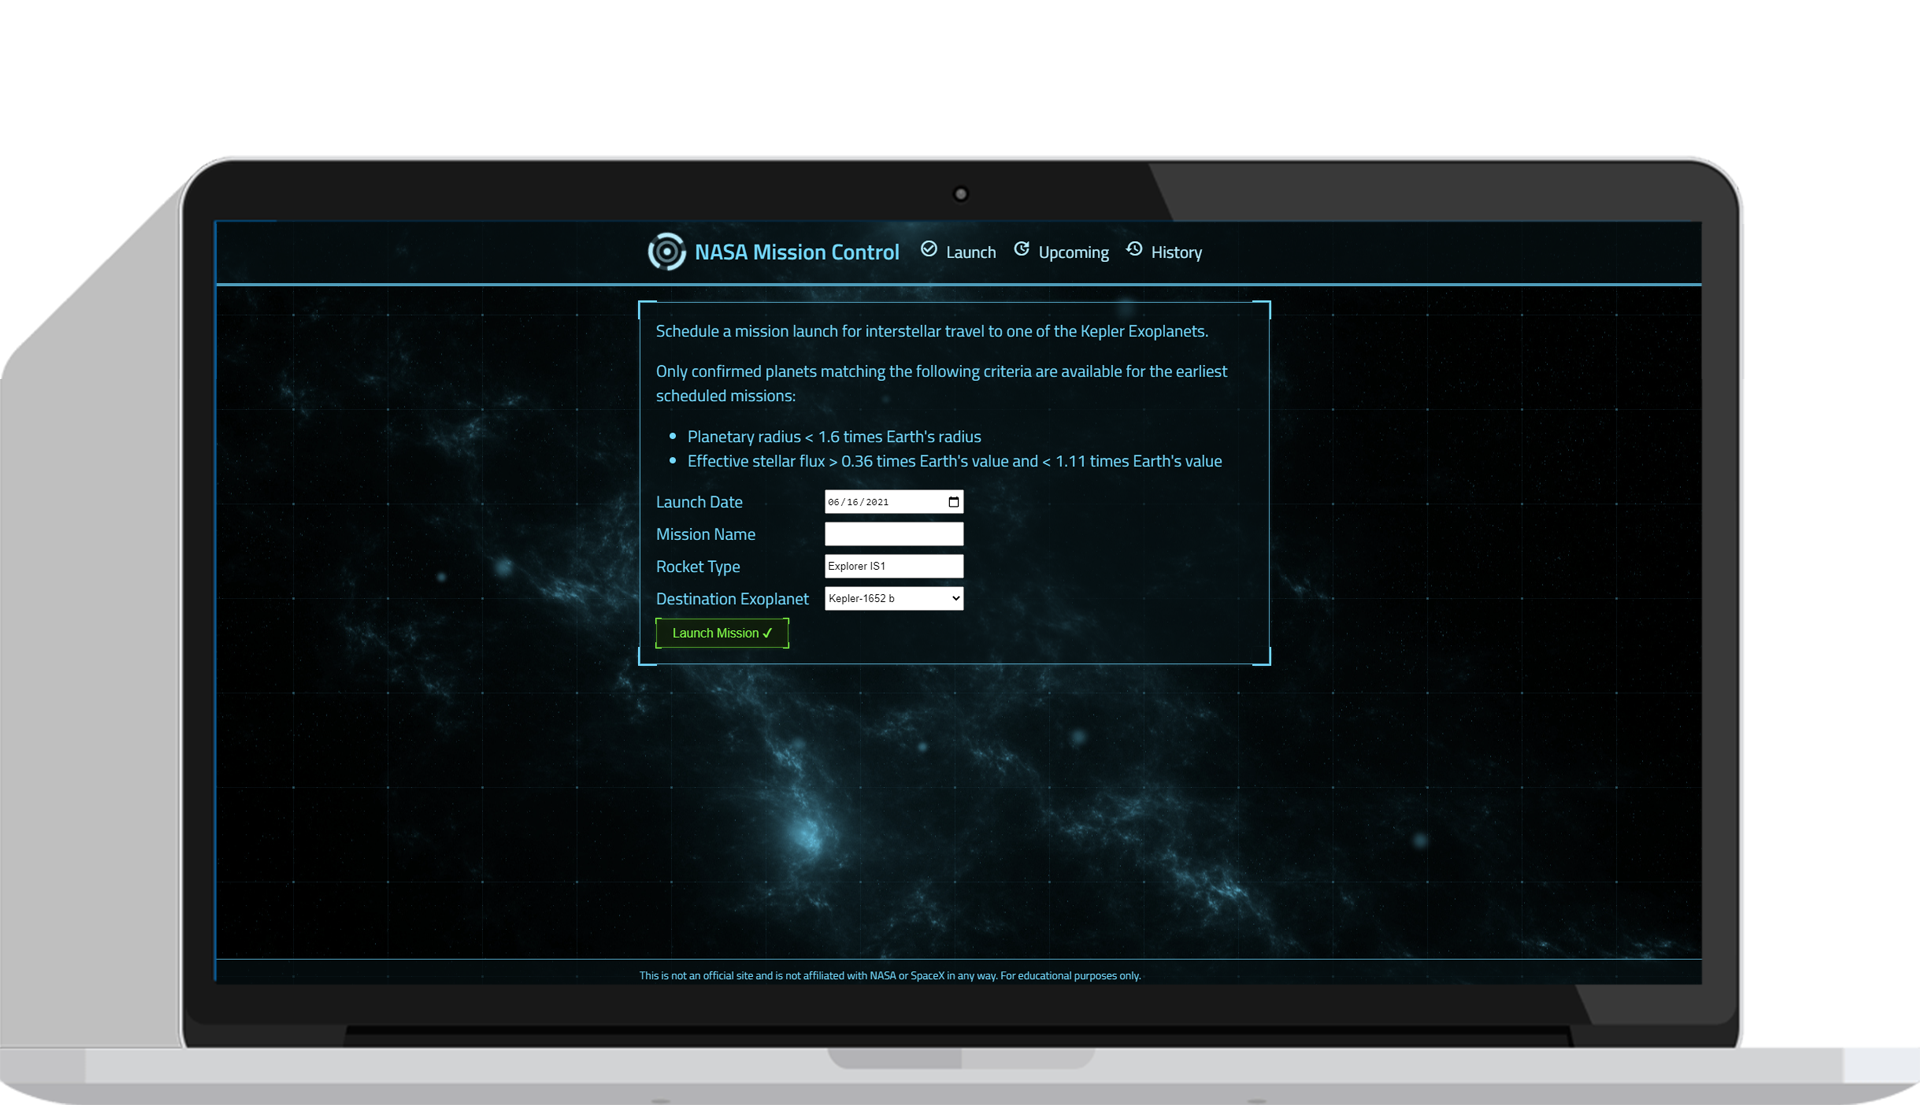 NASA Mission Control Launch Upcoming History
Schedule a mission launch for interstellar travel to one of the Kepler Exoplanets.
Only confirmed planets matching the following criteria are available for the earliest
scheduled missions:
• Planetary radius < 1.6 times Earth's radius
• Effective stellar flux > 0.36 times Earth's value and < 1.11 times Earth's value
Launch Date 06/16/2021
Mission Name
Rocket Type Explorer IS1
Destination Exoplanet Kepler-1652 b
Launch Mission ✓
This is not an official site and is not affiliated with NASA or SpaceX in any way. For educational purposes only.